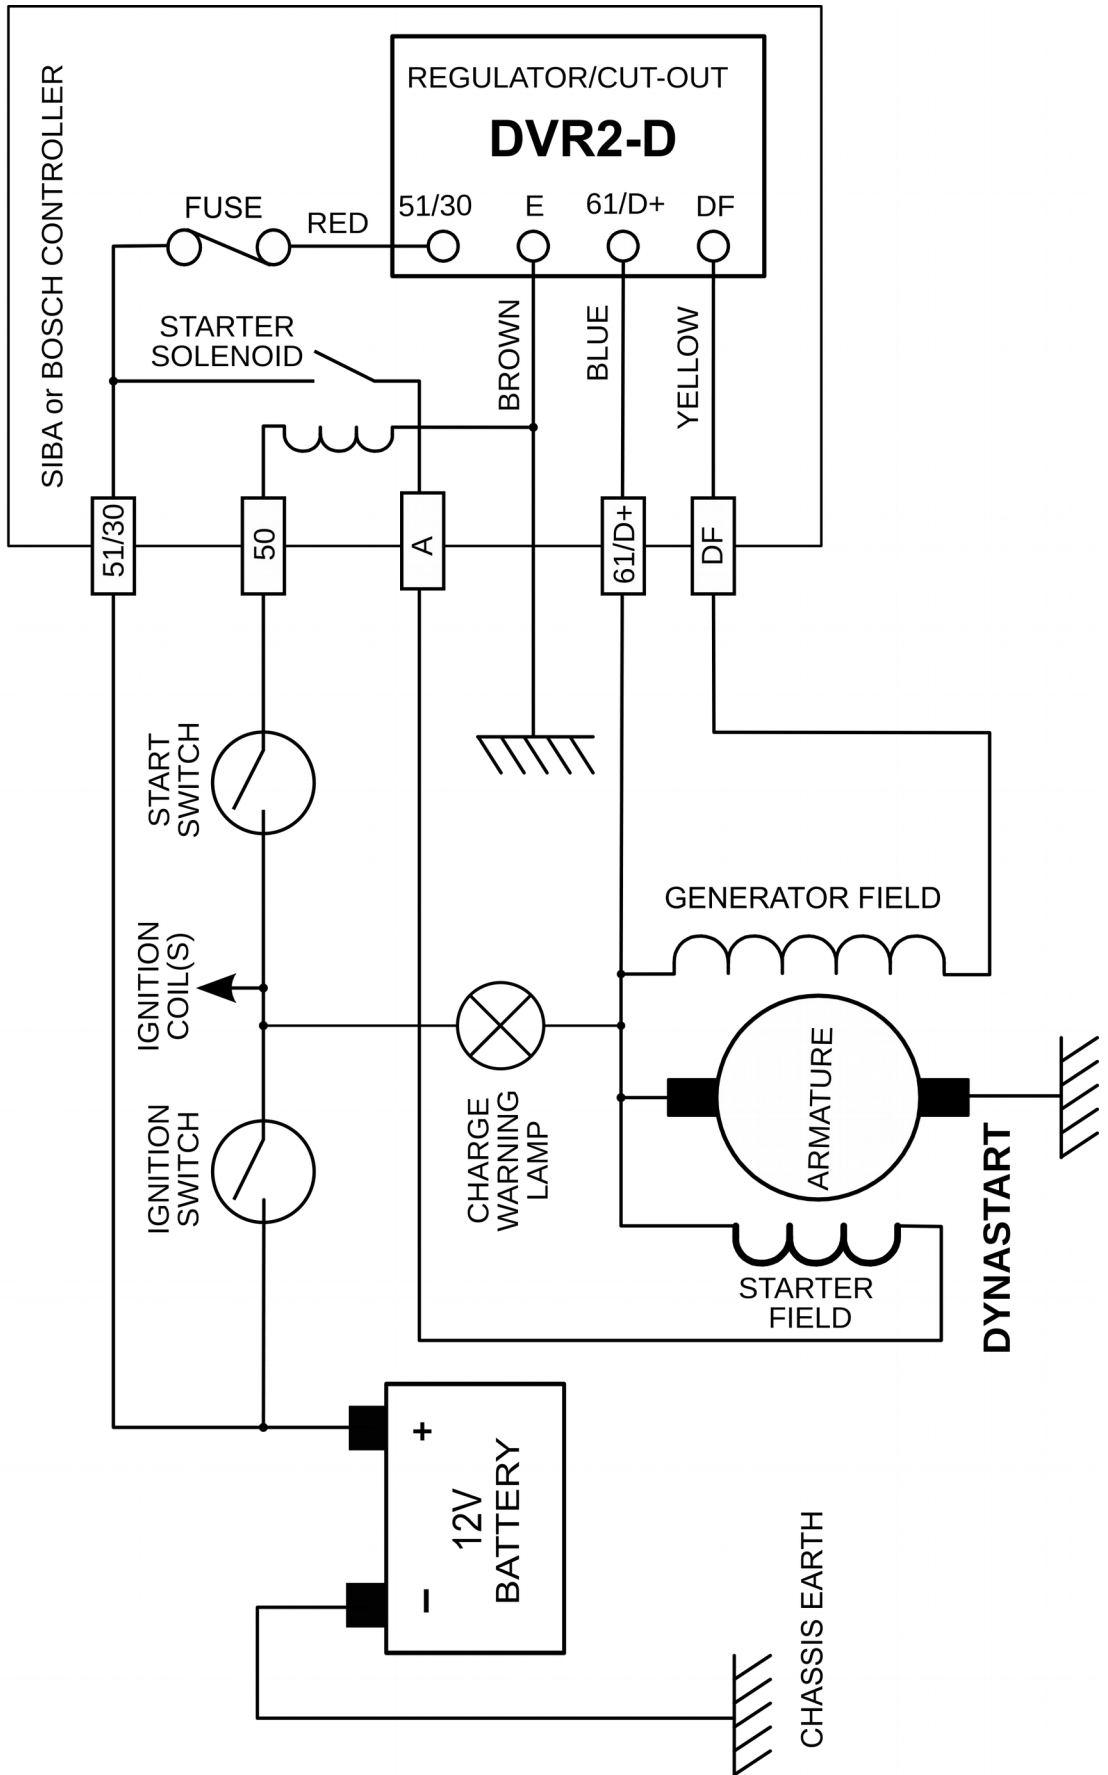 SIBA or BOSCH CONTROLLER
REGULATOR/CUT-OUT
DVR2-D
51/30
E
61/D+
DF
FUSE
RED
STARTER
SOLENOID
BROWN
BLUE
YELLOW
51/30
50
A
61/D+
DF
START
SWITCH
IGNITION
COIL(S)
IGNITION
SWITCH
CHARGE
WARNING
LAMP
GENERATOR FIELD
ARMATURE
STARTER
FIELD
DYNASTART
+
12V
BATTERY
–
CHASSIS EARTH